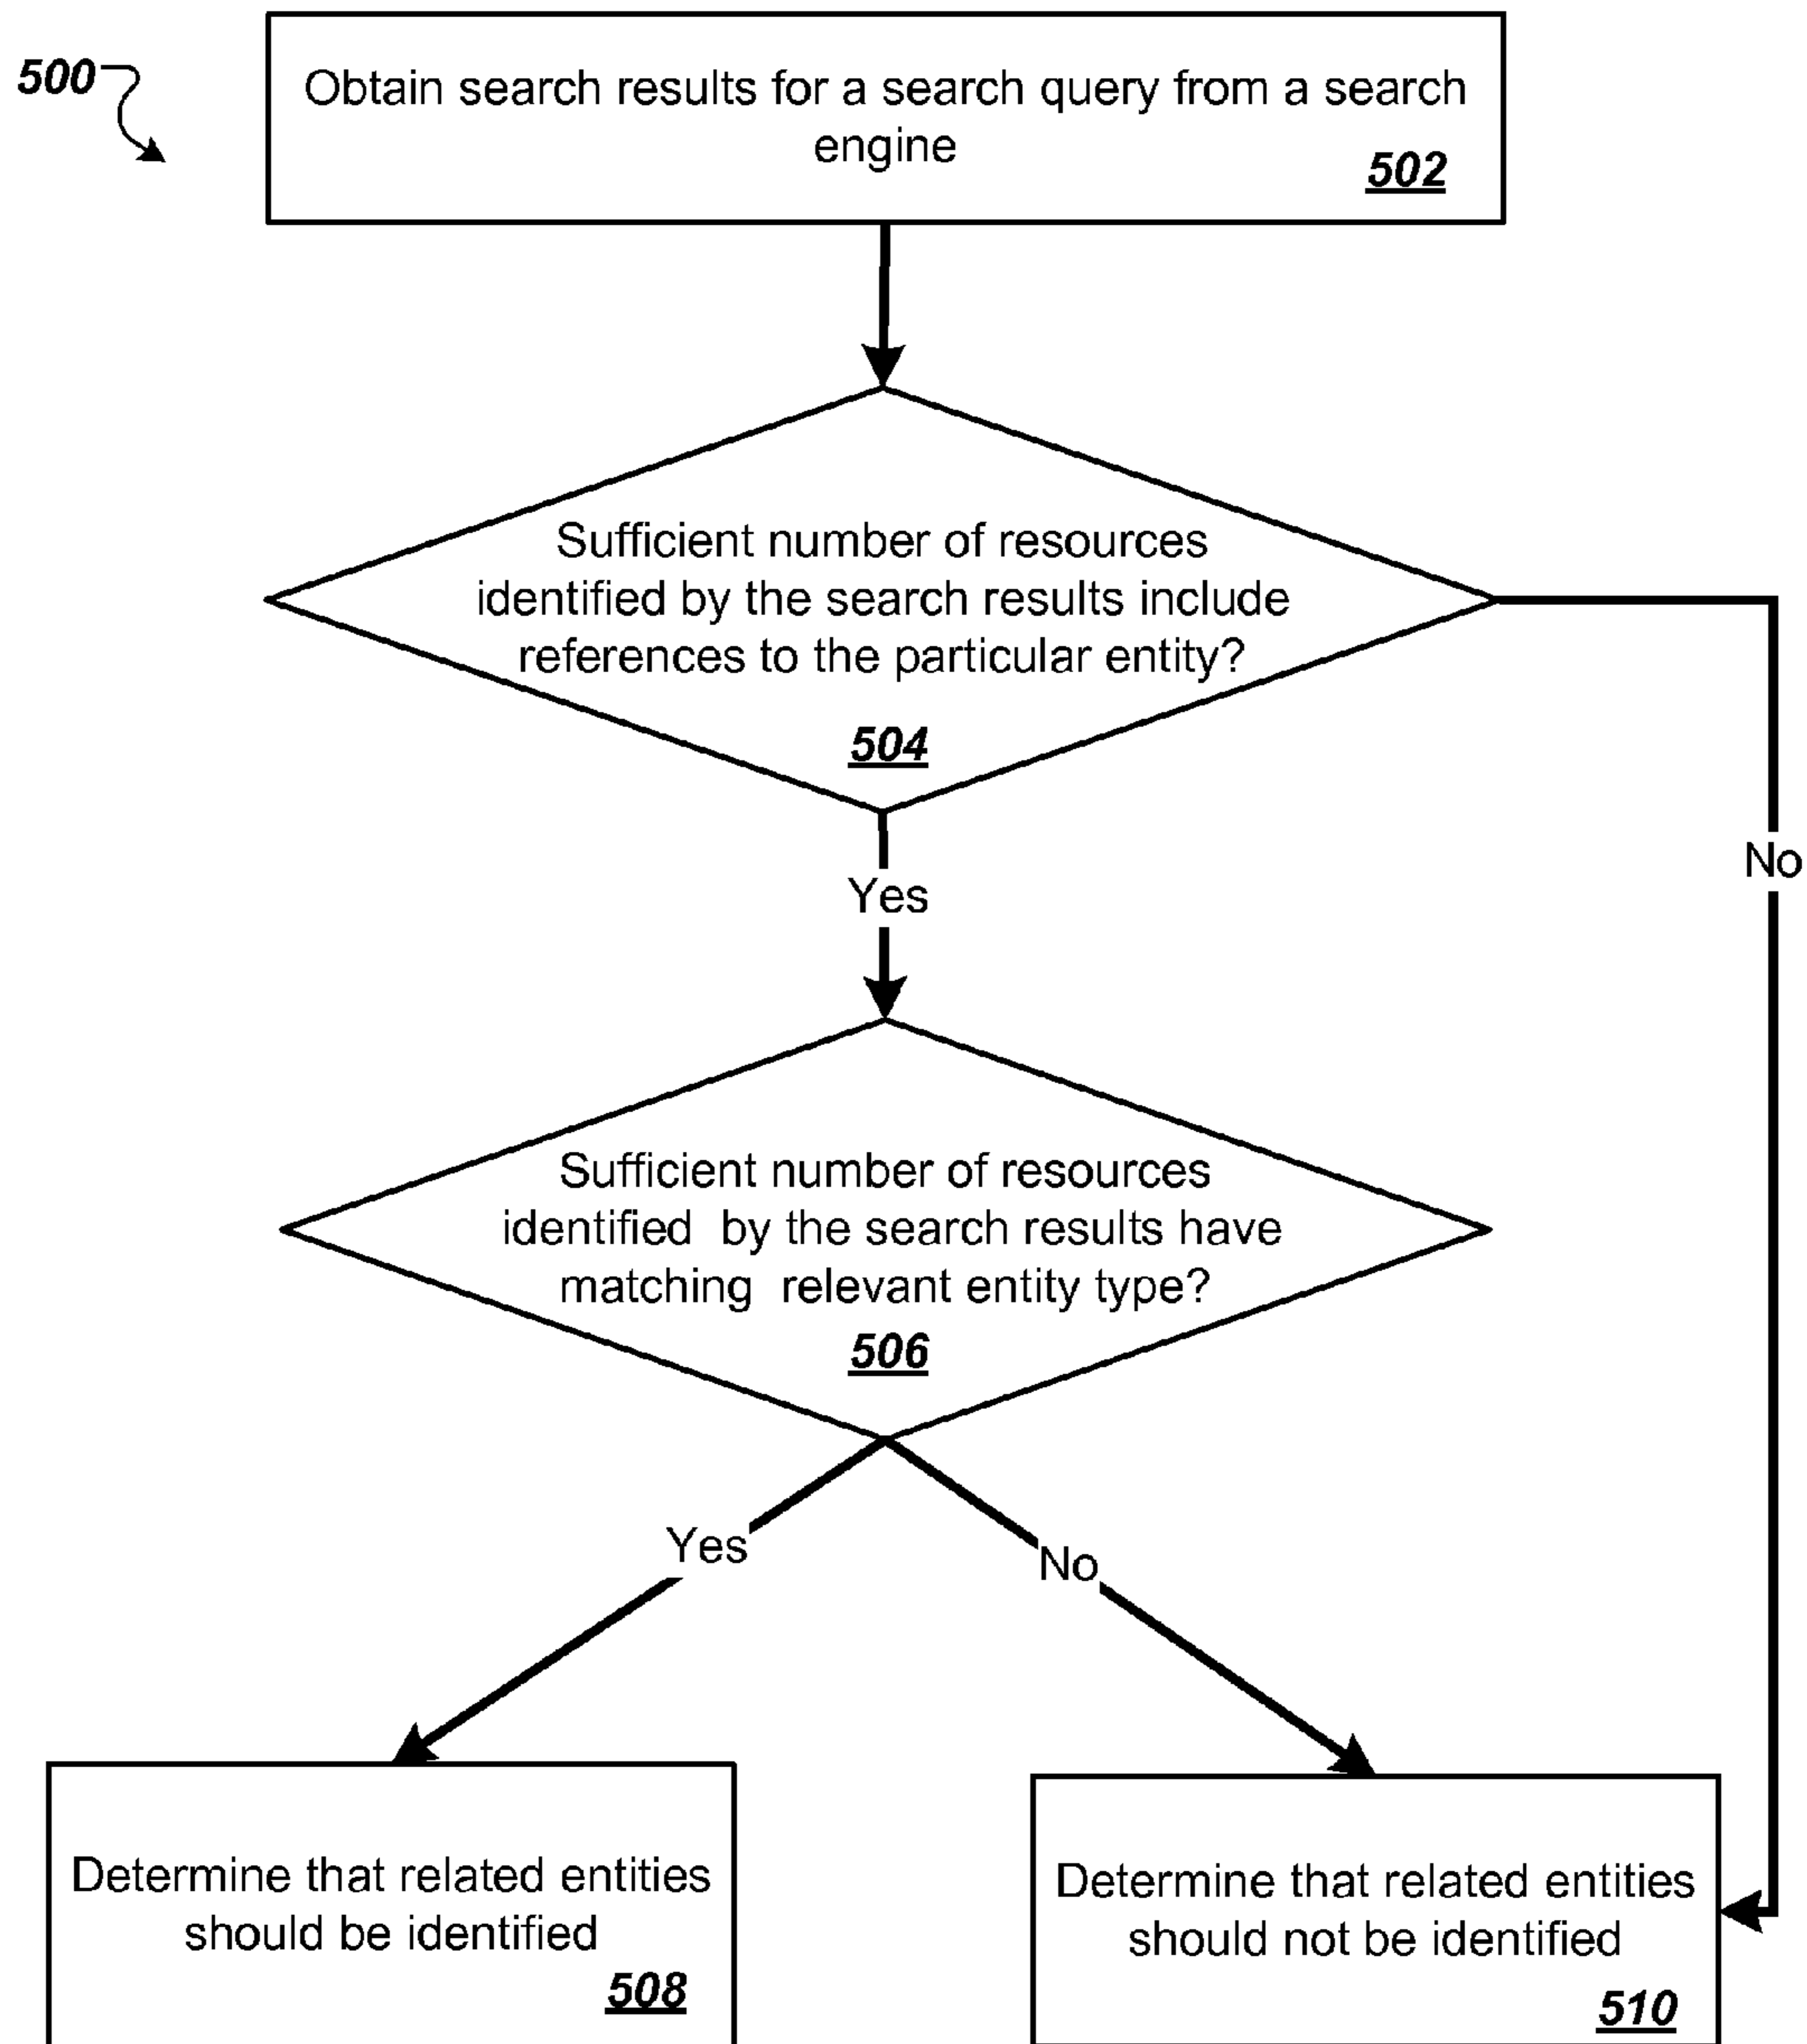 500
Obtain search results for a search query from a search
engine
502
Sufficient number of resources
identified by the search results include
references to the particular entity?
504
No
Yes
Sufficient number of resources
identified by the search results have
matching relevant entity type?
506
Yes
No
Determine that related entities
should be identified
508
Determine that related entities
should not be identified
510